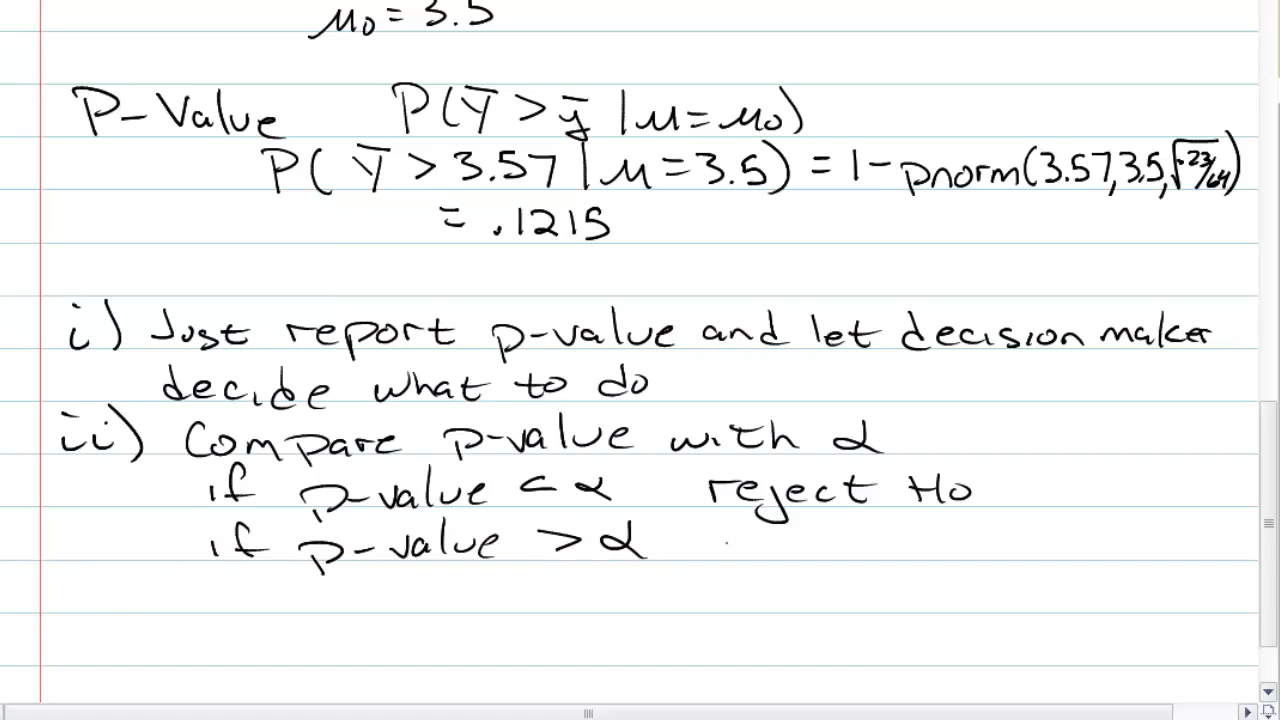 μ₀ = 3.5
P-Value P(Y̅ > y̅ | μ = μ₀)
P( Y̅ > 3.57 | μ = 3.5) = 1 - pnorm(3.57, 3.5, √.23/64)
= .1215
i) Just report p-value and let decision maker
decide what to do
ii) Compare p-value with α
if p-value < α reject H₀
if p-value > α